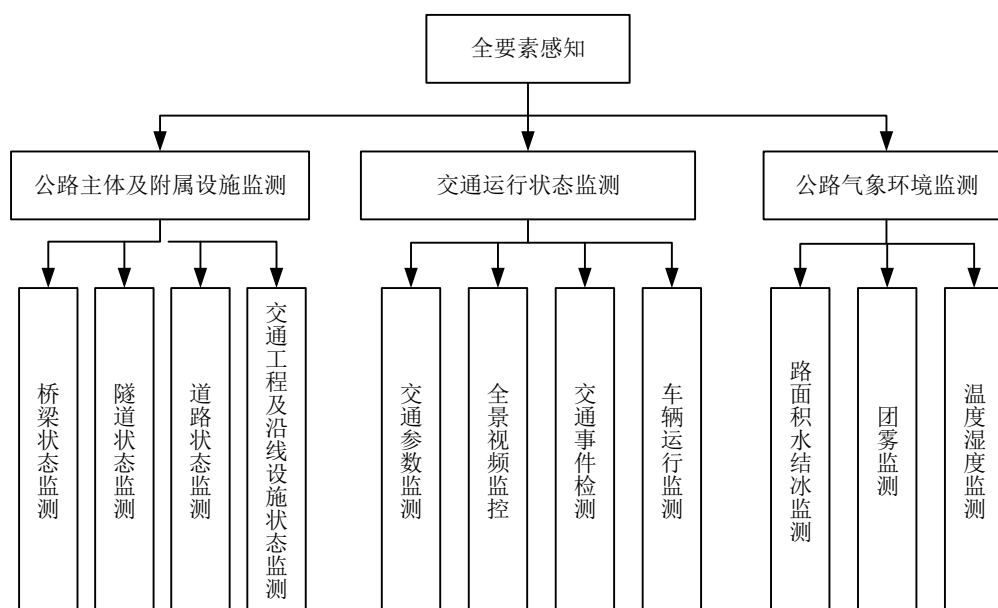 全要素感知
公路主体及附属设施监测
交通运行状态监测
公路气象环境监测
桥梁状态监测
隧道状态监测
道路状态监测
交通工程及沿线设施状态监测
交通参数监测
全景视频监控
交通事件检测
车辆运行监测
路面积水结冰监测
团雾监测
温度湿度监测